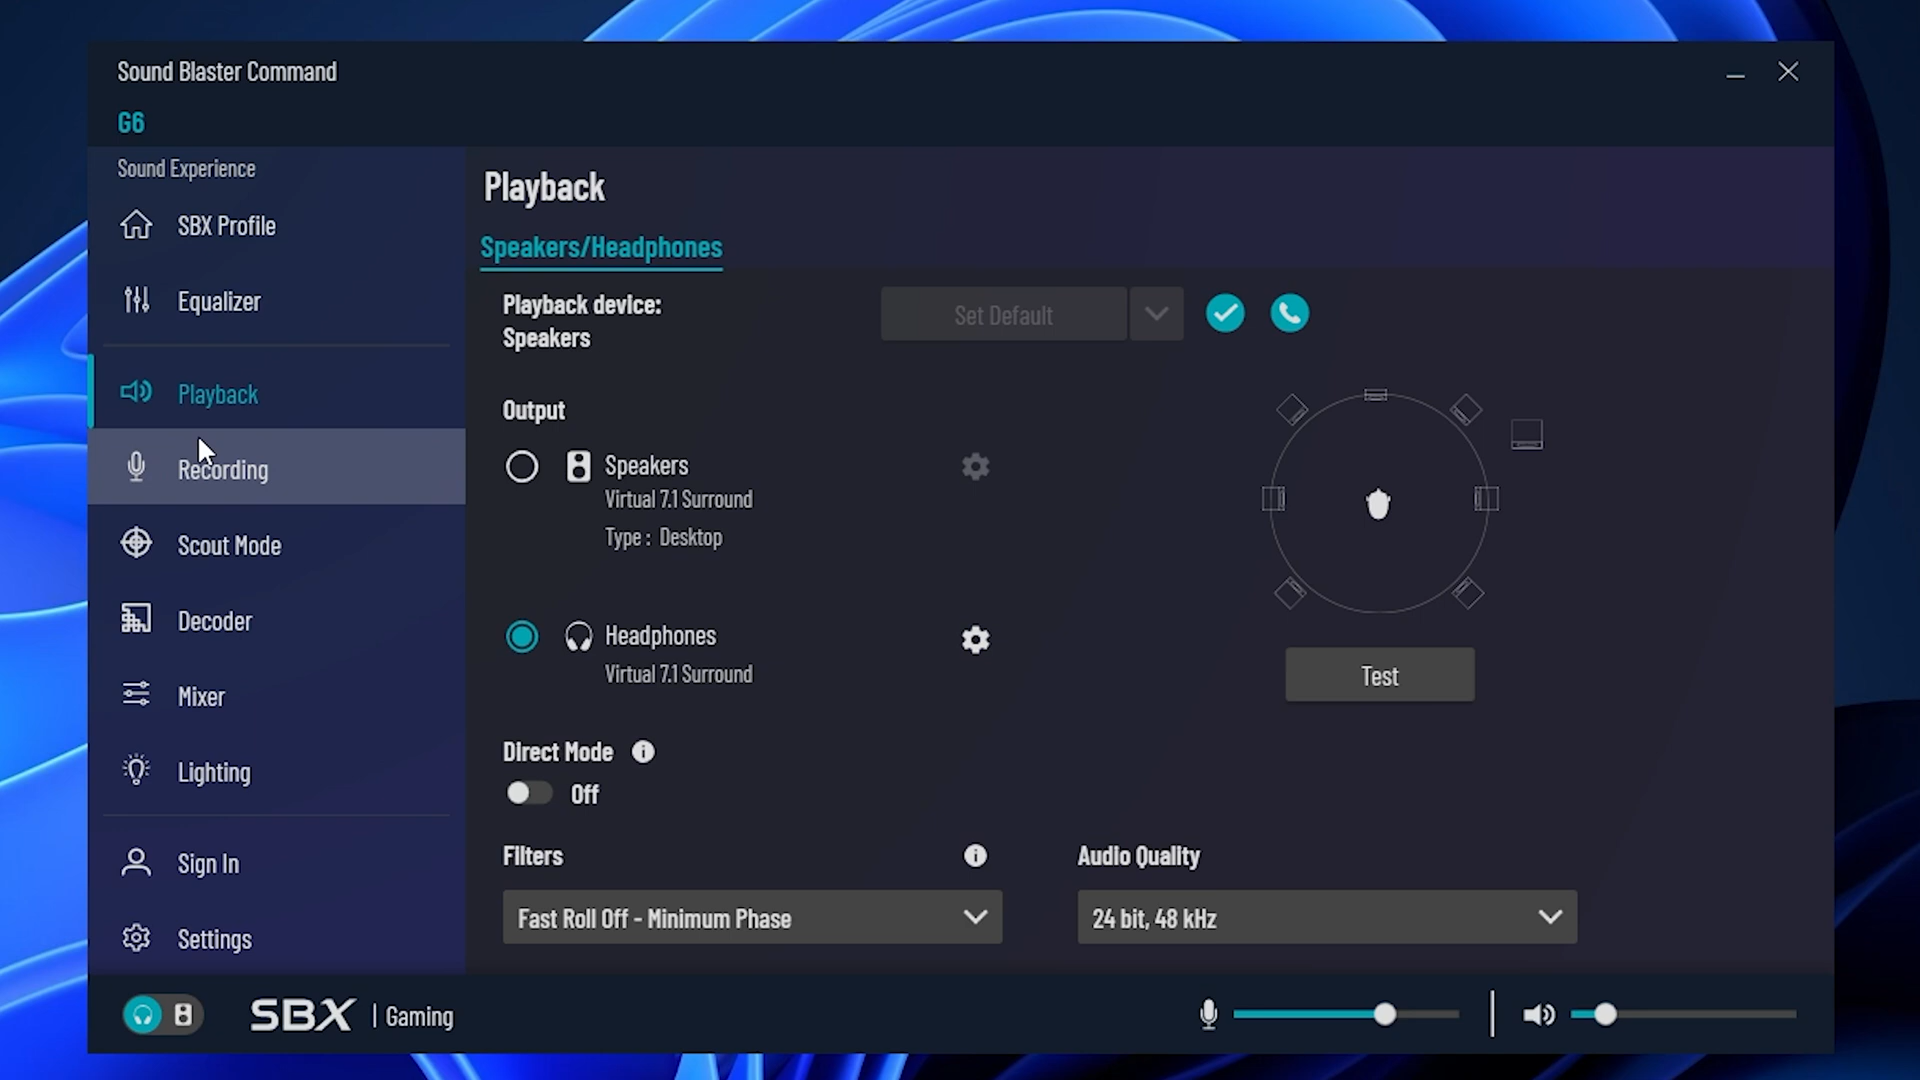 Sound Blaster Command
G6
Sound Experience
SBX Profile
Equalizer
Playback
Recording
Scout Mode
Decoder
Mixer
Lighting
Sign In
Settings
Playback
Speakers/Headphones
Playback device:
Speakers
Set Default
Output
Speakers
Virtual 7.1 Surround
Type : Desktop
Headphones
Virtual 7.1 Surround
Test
Direct Mode
Off
Filters
Fast Roll Off - Minimum Phase
Audio Quality
24 bit, 48 kHz
SBX | Gaming